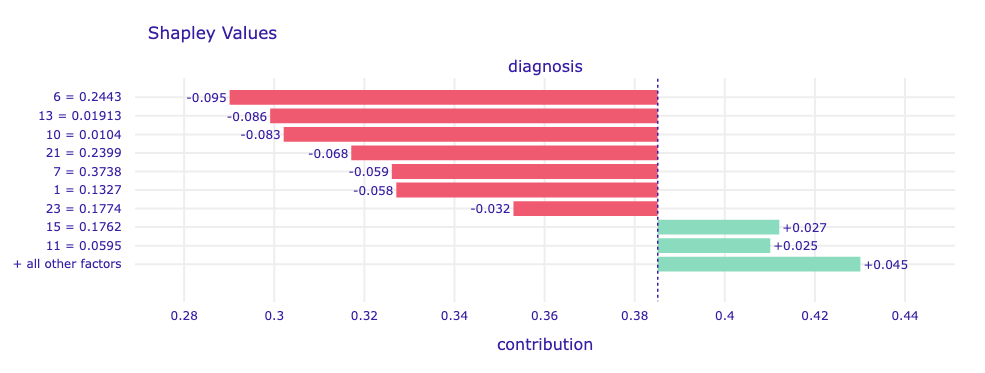 Shapley Values
diagnosis
6 = 0.2443
-0.095
13 = 0.01913
-0.086
10 = 0.0104
-0.083
21 = 0.2399
-0.068
7 = 0.3738
-0.059
1 = 0.1327
-0.058
23 = 0.1774
-0.032
15 = 0.1762
+0.027
11 = 0.0595
+0.025
+ all other factors
+0.045
0.28
0.3
0.32
0.34
0.36
0.38
0.4
0.42
0.44
contribution